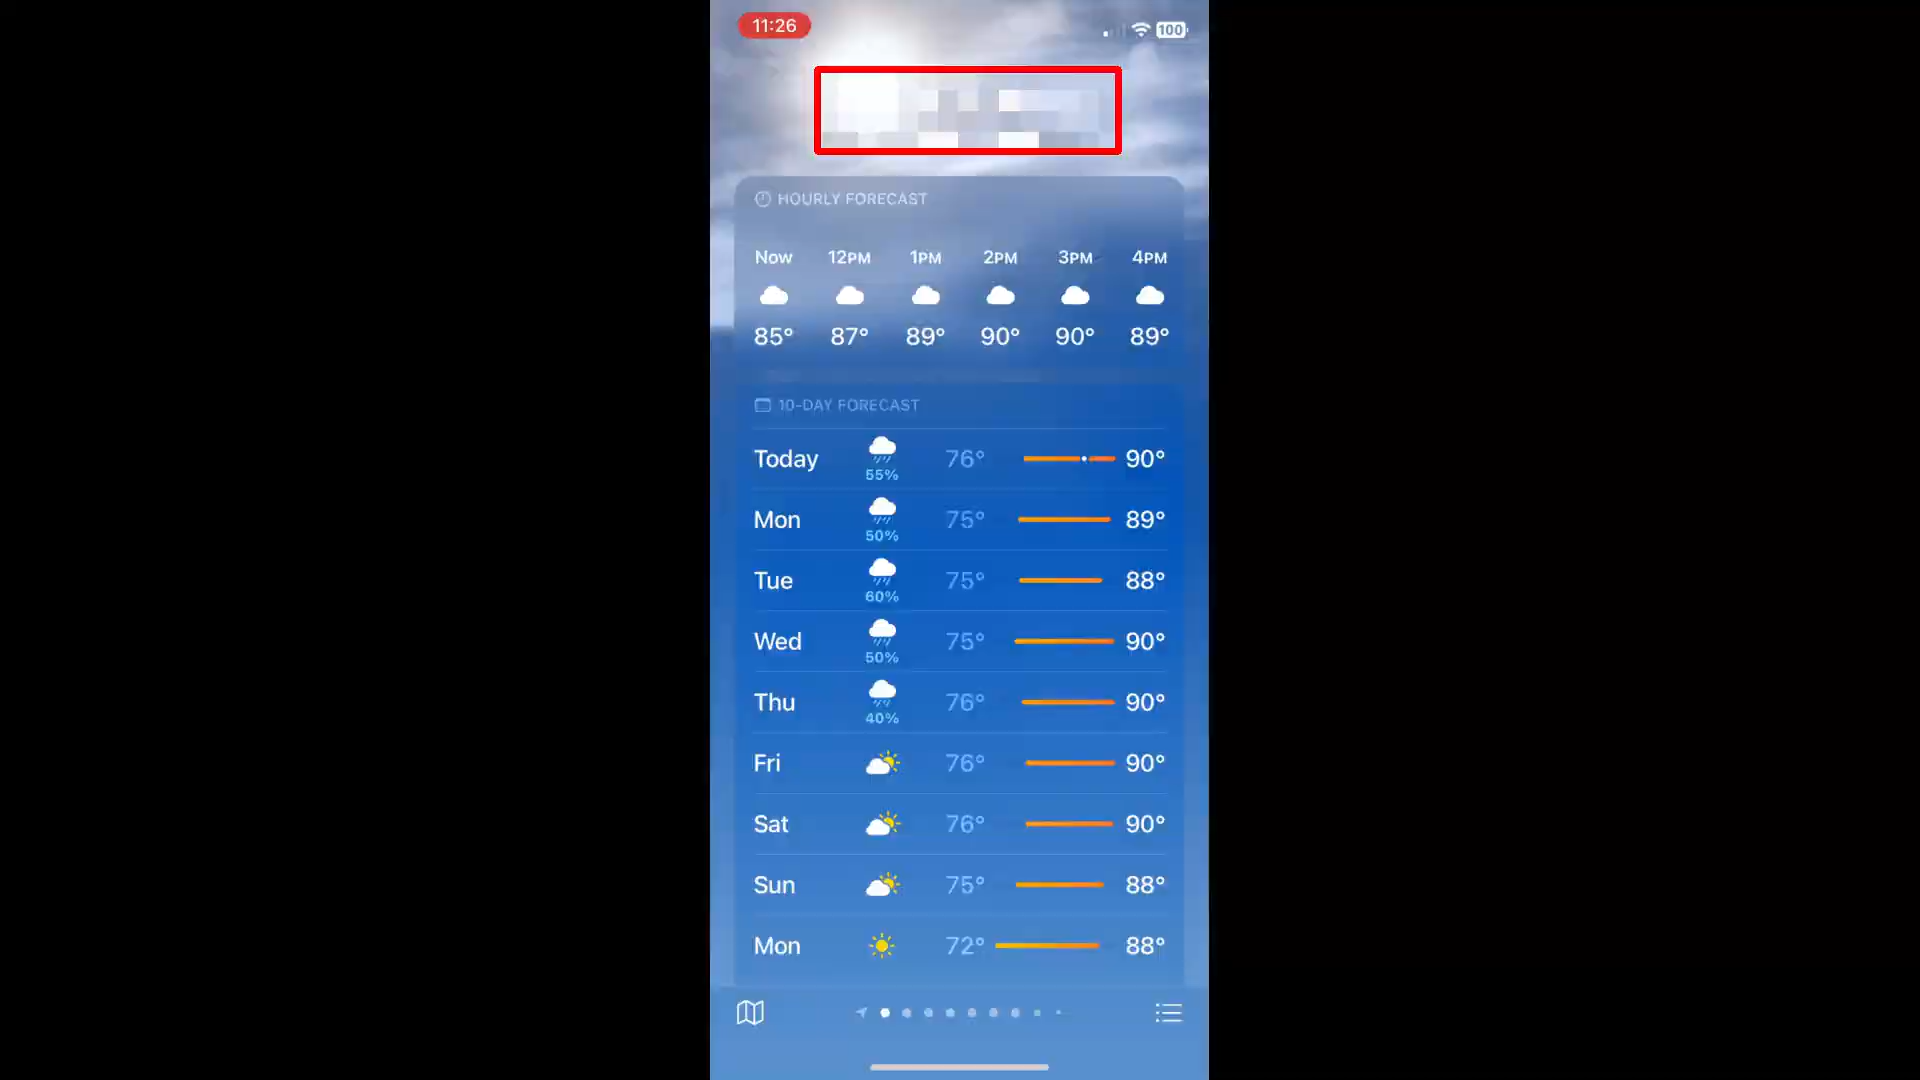 11:26 100
HOURLY FORECAST
Now 12PM 1PM 2PM 3PM 4PM
85° 87° 89° 90° 90° 89°
10-DAY FORECAST
Today 55% 76° 90°
Mon 50% 75° 89°
Tue 60% 75° 88°
Wed 50% 75° 90°
Thu 40% 76° 90°
Fri 76° 90°
Sat 76° 90°
Sun 75° 88°
Mon 72° 88°